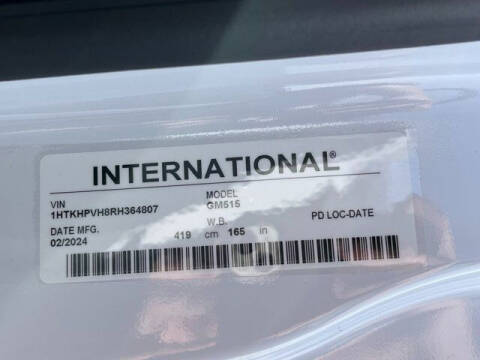 INTERNATIONAL®
VIN MODEL
1HTKHPVH8RH364807 GM515
DATE MFG. W.B. PD LOC-DATE
02/2024 419 cm 165 in